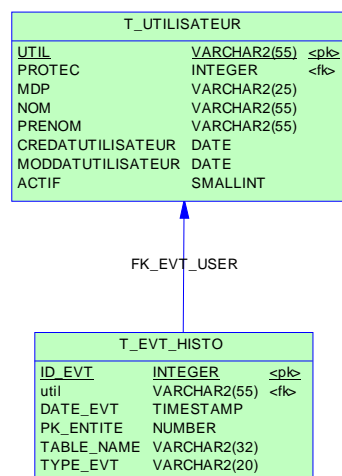 T_UTILISATEUR
UTIL VARCHAR2(55) <pk>
PROTEC INTEGER <fk>
MDP VARCHAR2(25)
NOM VARCHAR2(55)
PRENOM VARCHAR2(55)
CREDATUTILISATEUR DATE
MODDATUTILISATEUR DATE
ACTIF SMALLINT
FK_EVT_USER
T_EVT_HISTO
ID_EVT INTEGER <pk>
util VARCHAR2(55) <fk>
DATE_EVT TIMESTAMP
PK_ENTITE NUMBER
TABLE_NAME VARCHAR2(32)
TYPE_EVT VARCHAR2(20)